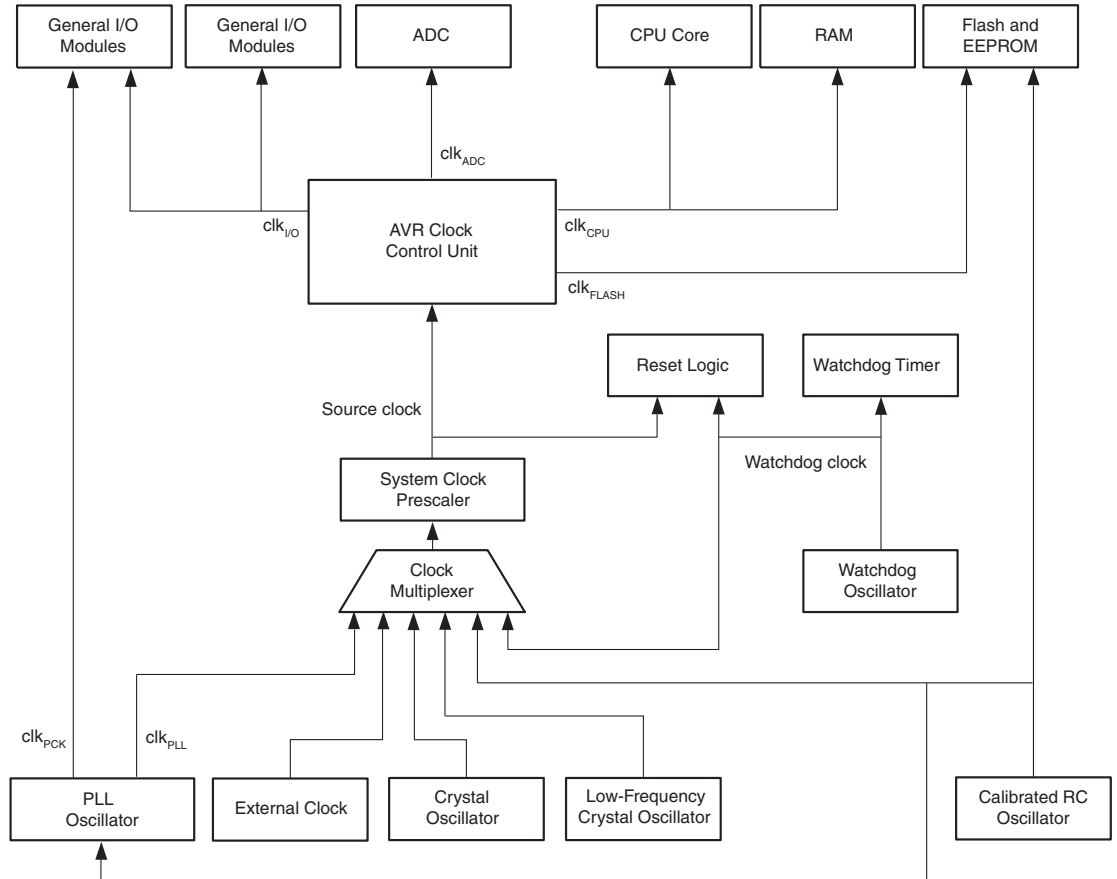 General I/O
Modules
General I/O
Modules
ADC
CPU Core
RAM
Flash and
EEPROM
clkADC
clkI/O
AVR Clock
Control Unit
clkCPU
clkFLASH
Reset Logic
Watchdog Timer
Source clock
Watchdog clock
System Clock
Prescaler
Clock
Multiplexer
Watchdog
Oscillator
clkPCK
clkPLL
PLL
Oscillator
External Clock
Crystal
Oscillator
Low-Frequency
Crystal Oscillator
Calibrated RC
Oscillator